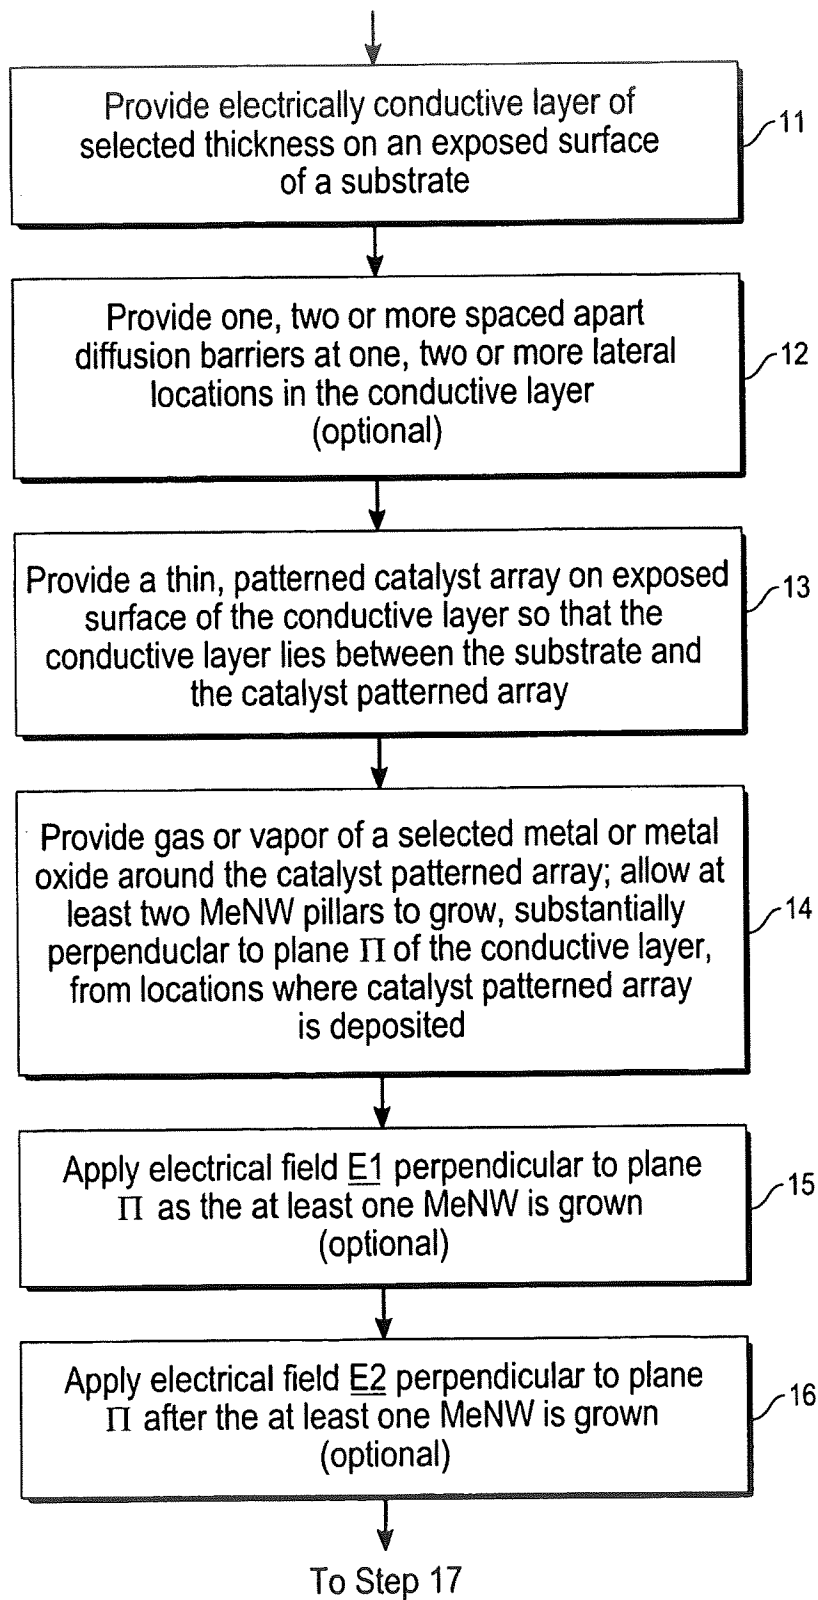 Provide electrically conductive layer of
selected thickness on an exposed surface
of a substrate
11
Provide one, two or more spaced apart
diffusion barriers at one, two or more lateral
locations in the conductive layer
(optional)
12
Provide a thin, patterned catalyst array on exposed
surface of the conductive layer so that the
conductive layer lies between the substrate and
the catalyst patterned array
13
Provide gas or vapor of a selected metal or metal
oxide around the catalyst patterned array; allow at
least two MeNW pillars to grow, substantially
perpenduclar to plane Π of the conductive layer,
from locations where catalyst patterned array
is deposited
14
Apply electrical field E1 perpendicular to plane
Π as the at least one MeNW is grown
(optional)
15
Apply electrical field E2 perpendicular to plane
Π after the at least one MeNW is grown
(optional)
16
To Step 17